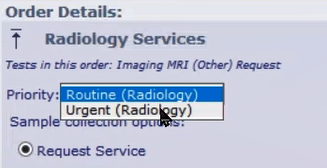 Order Details:
Radiology Services
Tests in this order: Imaging MRI (Other) Request
Priority: Routine (Radiology)
Urgent (Radiology)
Sample collection options:
Request Service